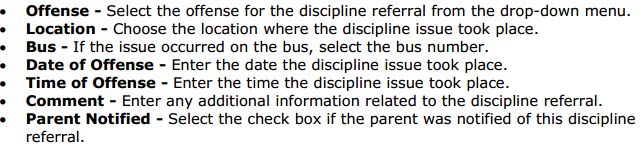 • Offense - Select the offense for the discipline referral from the drop-down menu.
• Location - Choose the location where the discipline issue took place.
• Bus - If the issue occurred on the bus, select the bus number.
• Date of Offense - Enter the date the discipline issue took place.
• Time of Offense - Enter the time the discipline issue took place.
• Comment - Enter any additional information related to the discipline referral.
• Parent Notified - Select the check box if the parent was notified of this discipline
referral.